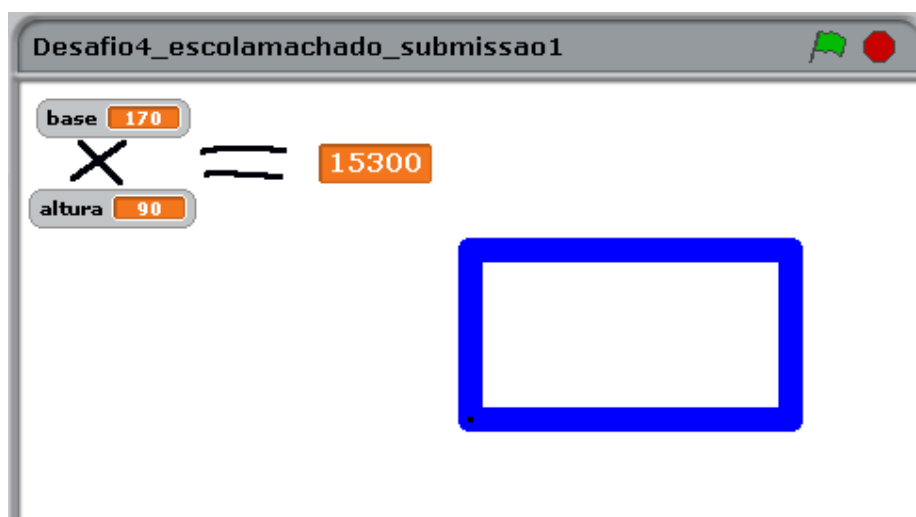 Desafio4_escolamachado_submissao1
base 170
× = 15300
altura 90